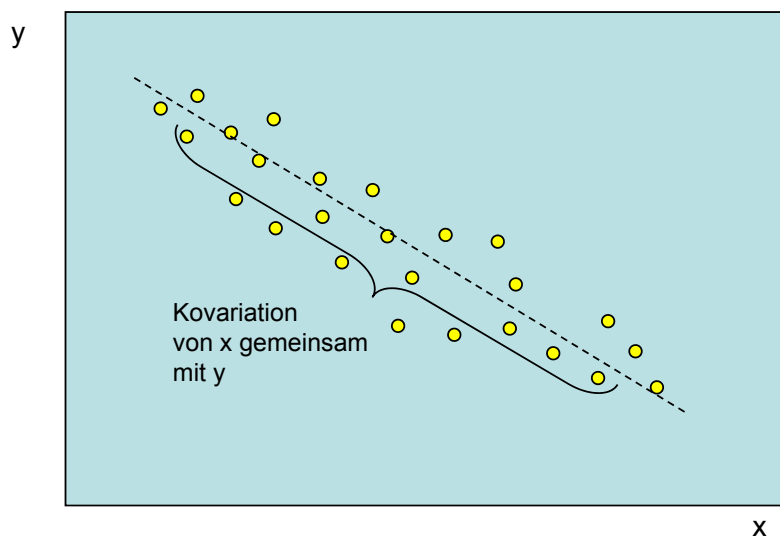 y
Kovariation
von x gemeinsam
mit y
x